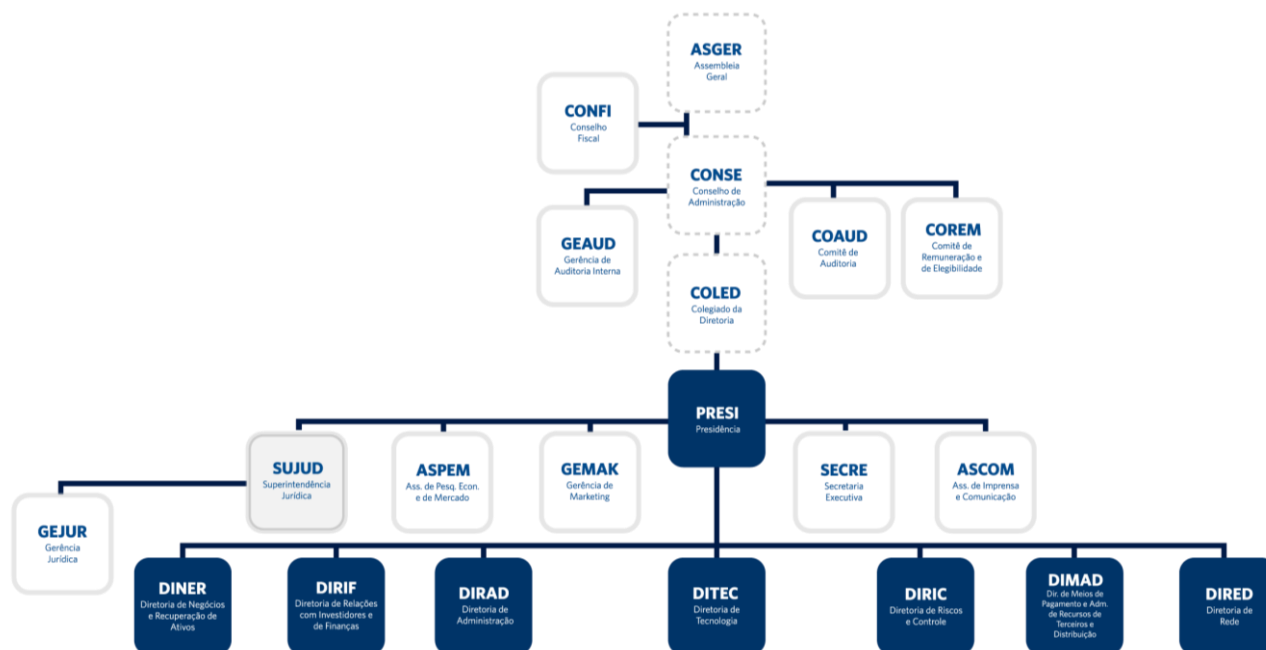 ASGER
Assembleia
Geral
CONFI
Conselho
Fiscal
CONSE
Conselho de
Administração
GEAUD
Gerência de
Auditoria Interna
COAUD
Comitê de
Auditoria
COREM
Comitê de
Remuneração e
de Elegibilidade
COLED
Colegiado da
Diretoria
PRESI
Presidência
SUJUD
Superintendência
Jurídica
ASPEM
Ass. de Pesq. Econ.
e de Mercado
GEMAK
Gerência de
Marketing
SECRE
Secretaria
Executiva
ASCOM
Ass. de Imprensa
e Comunicação
GEJUR
Gerência
Jurídica
DINER
Diretoria de Negócios
e Recuperação de
Ativos
DIRIF
Diretoria de Relações
com Investidores e
de Finanças
DIRAD
Diretoria de
Administração
DITEC
Diretoria de
Tecnologia
DIRIC
Diretoria de Riscos
e Controle
DIMAD
Dir. de Meios de
Pagamento e Adm.
de Recursos de
Terceiros e
Distribuição
DIRED
Diretoria de
Rede